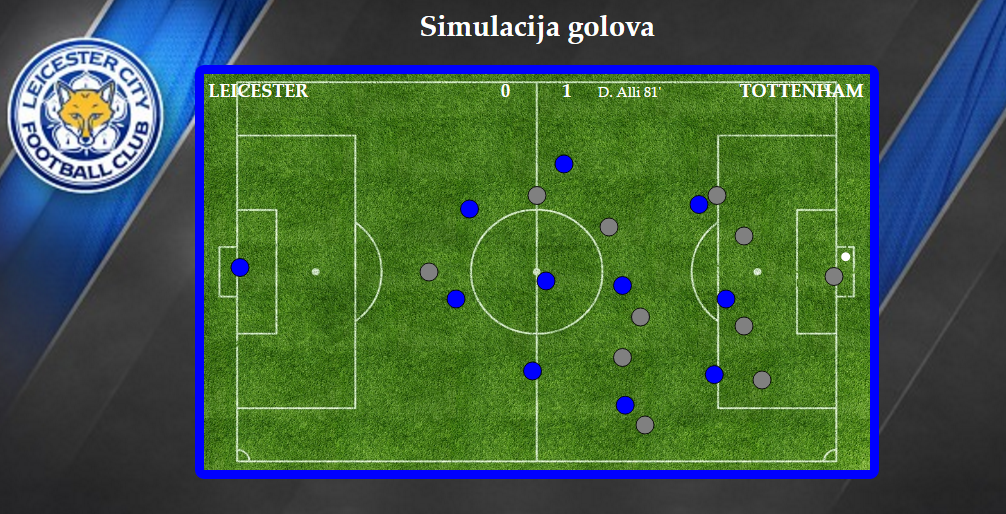 Simulacija golova
LEICESTER CITY
FOOTBALL CLUB
LEICESTER 0 1 D. Alli 81' TOTTENHAM